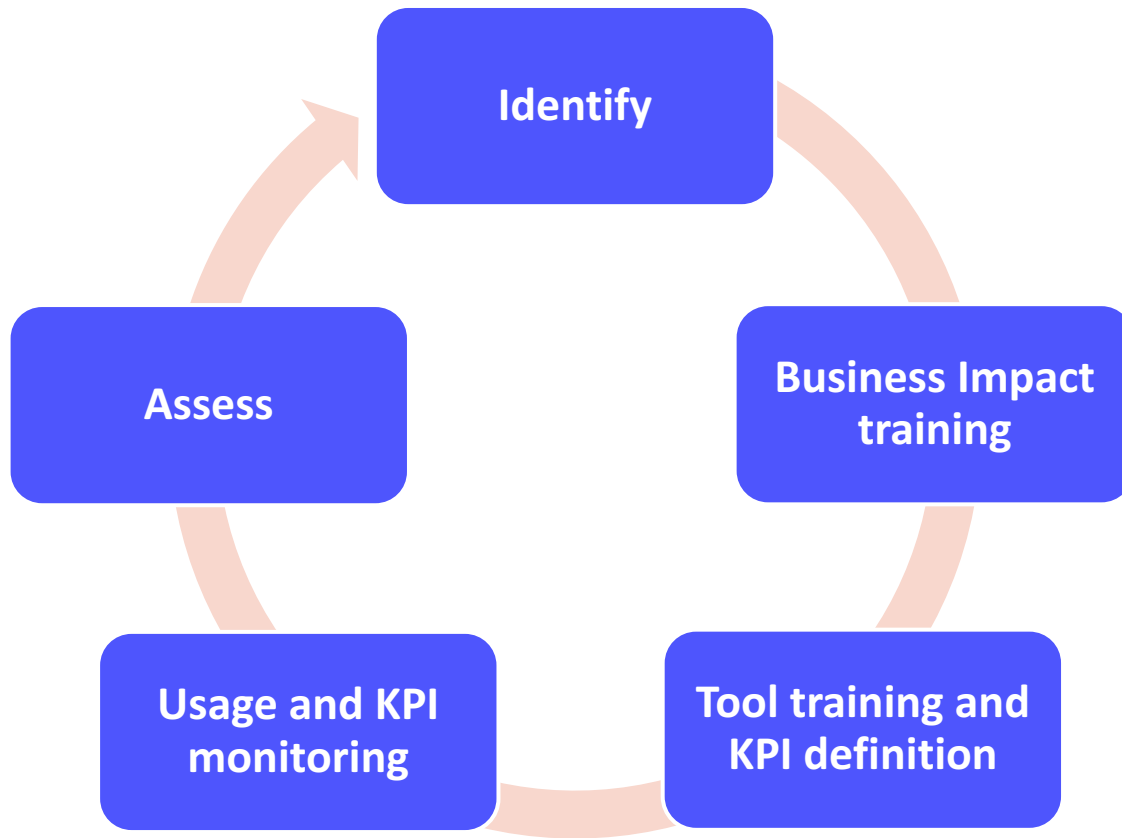 Identify
Business Impact
training
Tool training and
KPI definition
Usage and KPI
monitoring
Assess